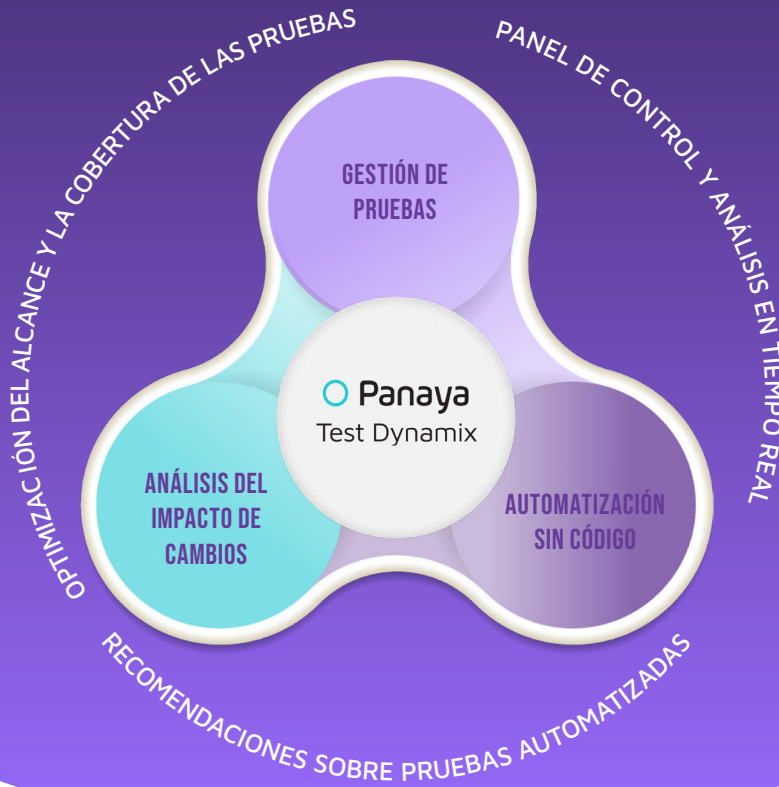 OPTIMIZACIÓN DEL ALCANCE Y LA COBERTURA DE LAS PRUEBAS
PANEL DE CONTROL Y ANÁLISIS EN TIEMPO REAL
GESTIÓN DE
PRUEBAS
Panaya
Test Dynamix
ANÁLISIS DEL
IMPACTO DE
CAMBIOS
AUTOMATIZACIÓN
SIN CÓDIGO
RECOMENDACIONES SOBRE PRUEBAS AUTOMATIZADAS